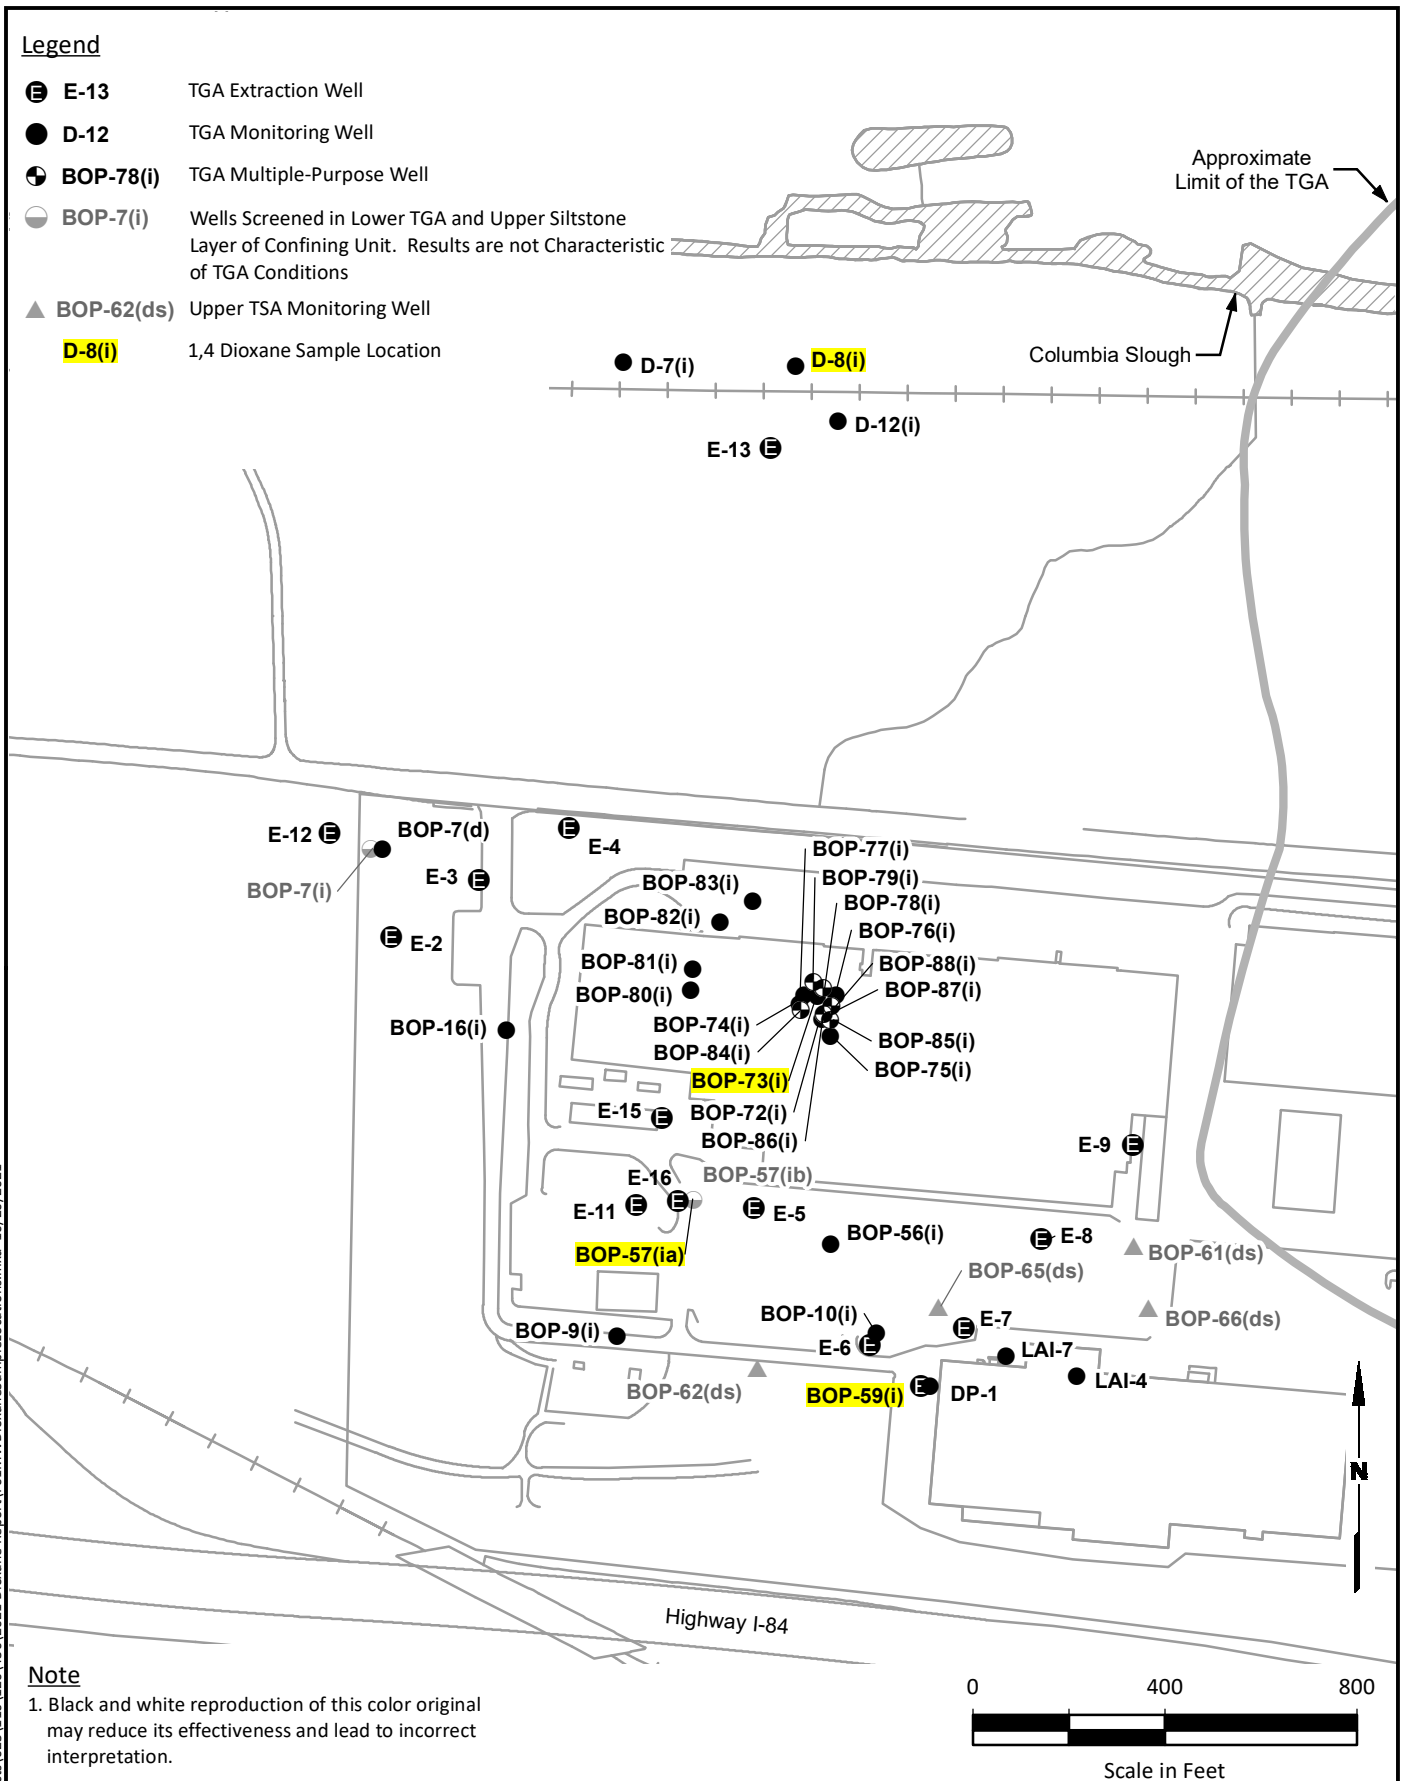 Legend
E E-13 TGA Extraction Well
D-12 TGA Monitoring Well
BOP-78(i) TGA Multiple-Purpose Well
BOP-7(i) Wells Screened in Lower TGA and Upper Siltstone
Layer of Confining Unit. Results are not Characteristic
of TGA Conditions
BOP-62(ds) Upper TSA Monitoring Well
D-8(i) 1,4 Dioxane Sample Location
Approximate
Limit of the TGA
Columbia Slough
D-7(i)
D-8(i)
D-12(i)
E-13 E
E-12 E
BOP-7(d)
E
E-4
BOP-7(i)
E-3 E
BOP-77(i)
BOP-83(i)
BOP-79(i)
BOP-78(i)
BOP-82(i)
BOP-76(i)
E E-2
BOP-81(i)
BOP-88(i)
BOP-80(i)
BOP-87(i)
BOP-16(i)
BOP-74(i)
BOP-84(i)
BOP-85(i)
BOP-75(i)
BOP-73(i)
E-15 E
BOP-72(i)
BOP-86(i)
E-9 E
BOP-57(ib)
E-16 E
E-11 E
E E-5
BOP-56(i)
E E-8
BOP-57(ia)
BOP-61(ds)
BOP-65(ds)
BOP-10(i)
E E-7
BOP-66(ds)
BOP-9(i)
E-6 E
LAI-7
BOP-62(ds)
BOP-59(i) E DP-1
LAI-4
N
Highway I-84
Note
1. Black and white reproduction of this color original
may reduce its effectiveness and lead to incorrect
interpretation.
0 400 800
Scale in Feet